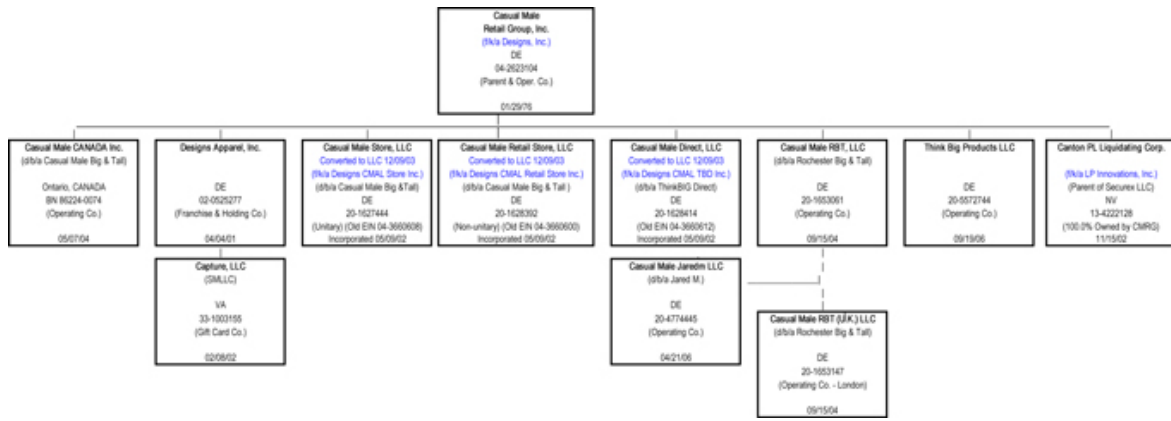 Casual Male
Retail Group, Inc.
(f/k/a Designs, Inc.)
DE
04-2623104
(Parent & Oper. Co.)
01/29/76
Casual Male CANADA Inc.
(d/b/a Casual Male Big & Tall)
Ontario, CANADA
BN 86224-0074
(Operating Co.)
05/07/04
Designs Apparel, Inc.
DE
02-0525277
(Franchise & Holding Co.)
04/04/01
Casual Male Store, LLC
Converted to LLC 12/09/03
(f/k/a Designs CMAL Store Inc.)
(d/b/a Casual Male Big &Tall)
DE
20-1627444
(Unitary) (Old EIN 04-3660608)
Incorporated 05/09/02
Casual Male Retail Store, LLC
Converted to LLC 12/09/03
(f/k/a Designs CMAL Retail Store Inc.)
(d/b/a Casual Male Big & Tall )
DE
20-1628392
(Non-unitary) (Old EIN 04-3660600)
Incorporated 05/09/02
Casual Male Direct, LLC
Converted to LLC 12/09/03
(f/k/a Designs CMAL TBD Inc.)
(d/b/a ThinkBIG Direct)
DE
20-1628414
(Old EIN 04-3660612)
Incorporated 05/09/02
Casual Male RBT, LLC
(d/b/a Rochester Big & Tall)
DE
20-1653061
(Operating Co.)
09/15/04
Think Big Products LLC
DE
20-5572744
(Operating Co.)
09/19/06
Canton PL Liquidating Corp.
(f/k/a LP Innovations, Inc.)
(Parent of Securex LLC)
NV
13-4222128
(100.0% Owned by CMRG)
11/15/02
Capture, LLC
(SMLLC)
VA
33-1003155
(Gift Card Co.)
02/08/02
Casual Male Jaredm LLC
(d/b/a Jared M.)
DE
20-4774445
(Operating Co.)
04/21/06
Casual Male RBT (U.K.) LLC
(d/b/a Rochester Big & Tall)
DE
20-1653147
(Operating Co. - London)
09/15/04